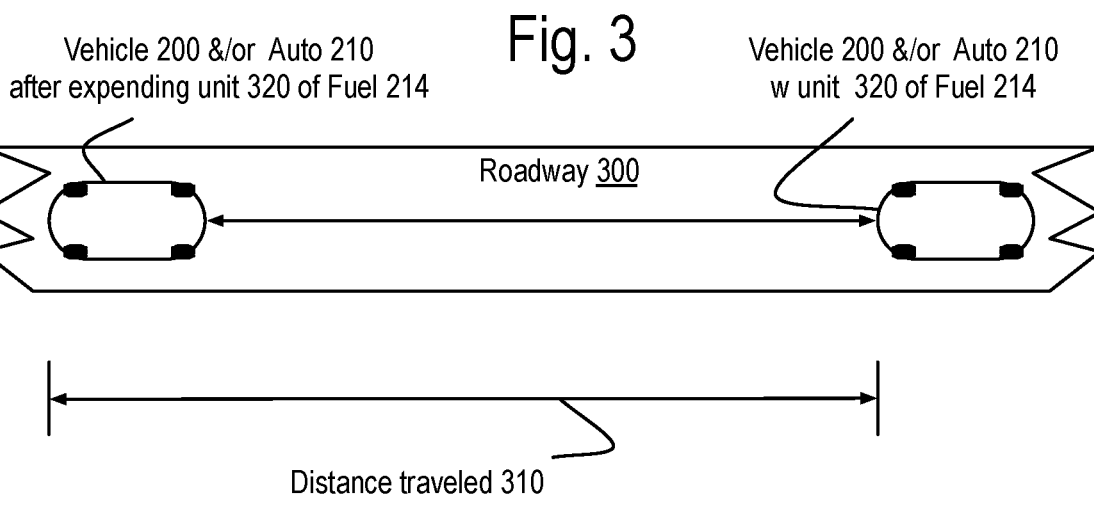 Fig. 3
Vehicle 200 &/or Auto 210
after expending unit 320 of Fuel 214
Vehicle 200 &/or Auto 210
w unit 320 of Fuel 214
Roadway 300
Distance traveled 310